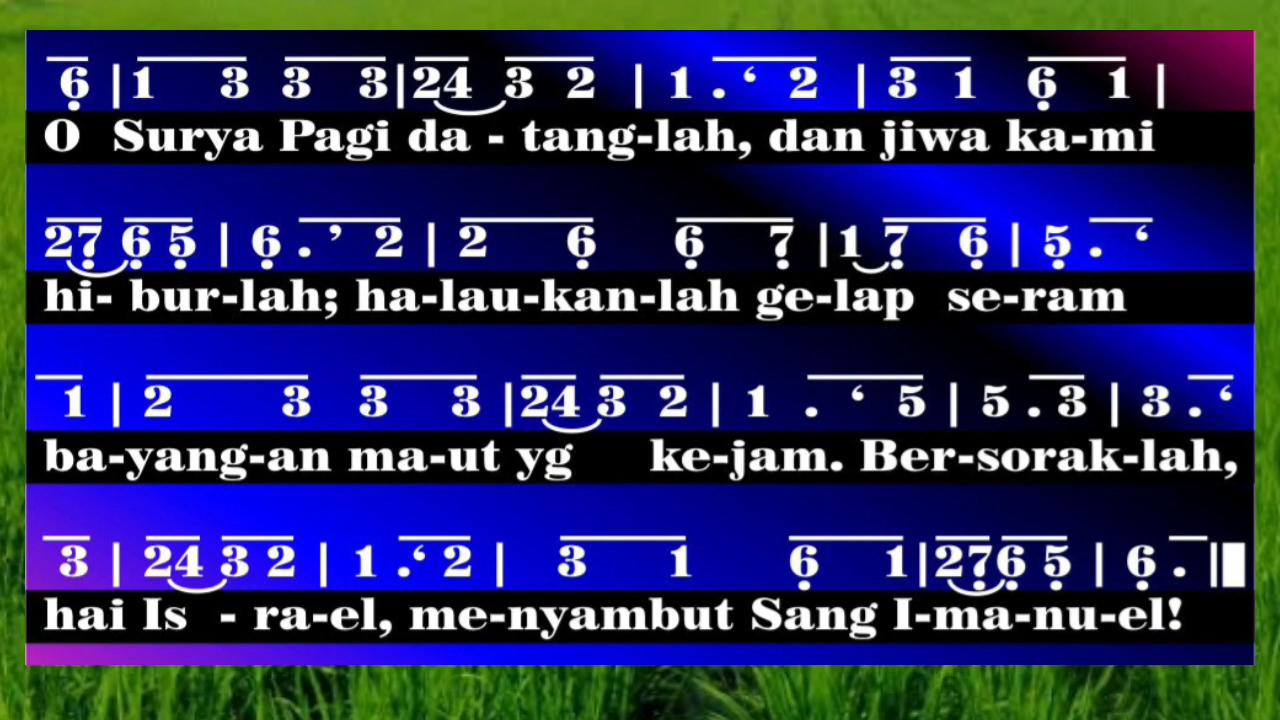 6̣ | 1 3 3 3 | 24 3 2 | 1 . ‘ 2 | 3 1 6̣ 1 |
O Surya Pagi da - tang-lah, dan jiwa ka-mi
27̣ 6̣ 5̣ | 6̣ . ’ 2 | 2 6̣ 6̣ 7̣ | 1 7̣ 6̣ | 5̣ . ‘
hi- bur-lah; ha-lau-kan-lah ge-lap se-ram
1 | 2 3 3 3 | 24 3 2 | 1 . ‘ 5 | 5 . 3 | 3 . ‘
ba-yang-an ma-ut yg ke-jam. Ber-sorak-lah,
3 | 24 3 2 | 1 . ‘ 2 | 3 1 6̣ 1 | 27̣ 6̣ 5̣ | 6̣ . ||
hai Is - ra-el, me-nyambut Sang I-ma-nu-el!